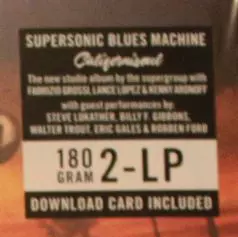 SUPERSONIC BLUES MACHINE
Californisoul
The new studio album by the supergroup with
FABRIZIO GROSSI, LANCE LOPEZ & KENNY ARONOFF
with guest performances by:
STEVE LUKATHER, BILLY F. GIBBONS,
WALTER TROUT, ERIC GALES & ROBBEN FORD
180 GRAM 2-LP
DOWNLOAD CARD INCLUDED